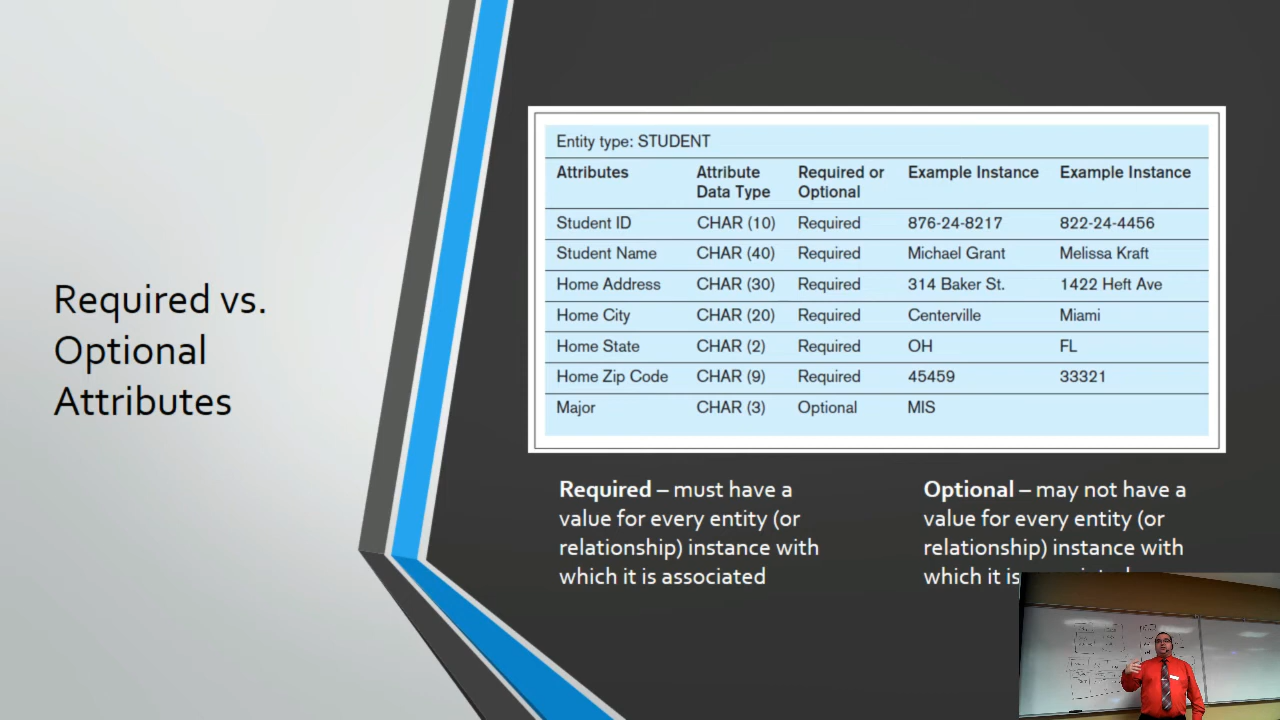 Required vs.
Optional
Attributes
Entity type: STUDENT
Attributes Attribute Data Type Required or Optional Example Instance Example Instance
Student ID CHAR (10) Required 876-24-8217 822-24-4456
Student Name CHAR (40) Required Michael Grant Melissa Kraft
Home Address CHAR (30) Required 314 Baker St. 1422 Heft Ave
Home City CHAR (20) Required Centerville Miami
Home State CHAR (2) Required OH FL
Home Zip Code CHAR (9) Required 45459 33321
Major CHAR (3) Optional MIS
Required – must have a
value for every entity (or
relationship) instance with
which it is associated
Optional – may not have a
value for every entity (or
relationship) instance with
which it is